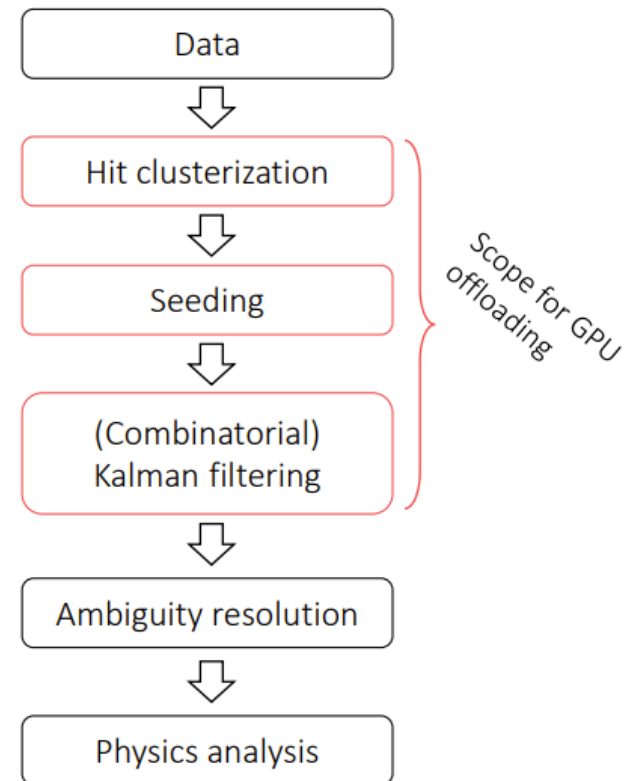 Data
Hit clusterization
Seeding
(Combinatorial)
Kalman filtering
Scope for GPU
offloading
Ambiguity resolution
Physics analysis